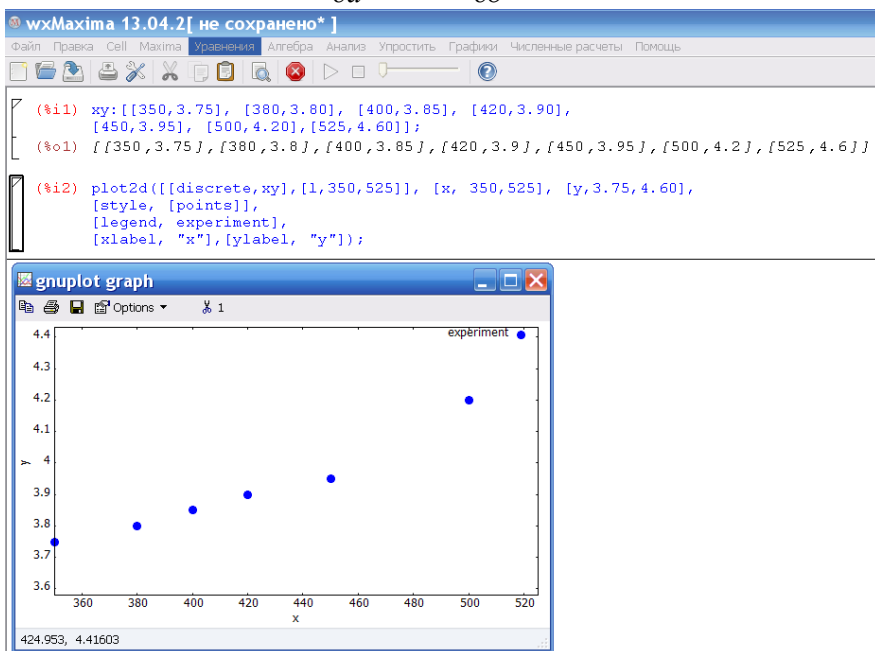 wxMaxima 13.04.2[ не сохранено* ]
Файл Правка Cell Maxima Уравнения Алгебра Анализ Упростить Графики Численные расчеты Помощь
(%i1) xy:[[350,3.75], [380,3.80], [400,3.85], [420,3.90],
[450,3.95], [500,4.20],[525,4.60]];
(%o1) [[350,3.75],[380,3.8],[400,3.85],[420,3.9],[450,3.95],[500,4.2],[525,4.6]]
(%i2) plot2d([[discrete,xy],[1,350,525]], [x, 350,525], [y,3.75,4.60],
[style, [points]],
[legend, experiment],
[xlabel, "x"],[ylabel, "y"]);
gnuplot graph
Options 1
experiment
4.4
4.3
4.2
4.1
y 4
3.9
3.8
3.7
3.6
360 380 400 420 440 460 480 500 520
x
424.953, 4.41603